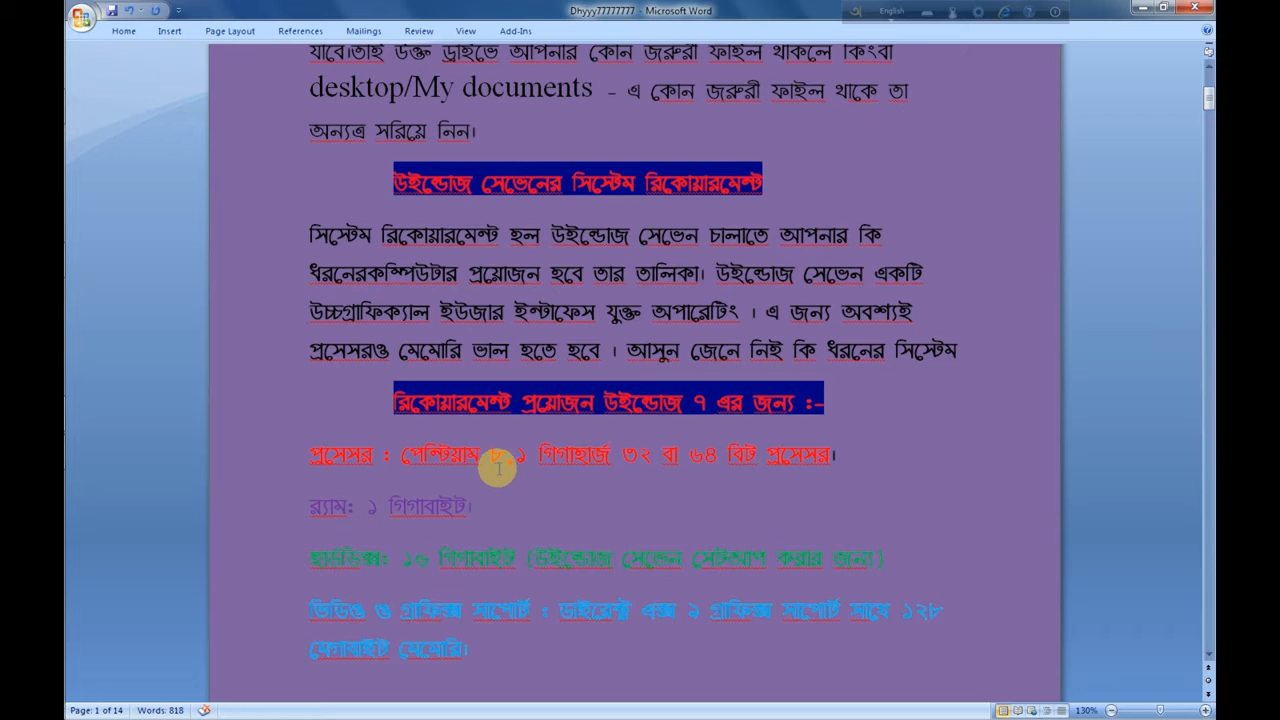 Dhyyy77777777 - Microsoft Word
English
Home Insert Page Layout References Mailings Review View Add-Ins
যাবে।তাই উক্ত ড্রাইভে আপনার কোন জরুরী ফাইল থাকলে কিংবা
desktop/My documents – এ কোন জরুরী ফাইল থাকে তা
অন্যত্র সরিয়ে নিন।
উইন্ডোজ সেভেনের সিস্টেম রিকোয়ারমেন্ট
সিস্টেম রিকোয়ারমেন্ট হল উইন্ডোজ সেভেন চালাতে আপনার কি
ধরনেরকম্পিউটার প্রয়োজন হবে তার তালিকা। উইন্ডোজ সেভেন একটি
উচ্চগ্রাফিক্যাল ইউজার ইন্টাফেস যুক্ত অপারেটিং । এ জন্য অবশ্যই
প্রসেসরও মেমোরি ভাল হতে হবে । আসুন জেনে নিই কি ধরনের সিস্টেম
রিকোয়ারমেন্ট প্রয়োজন উইন্ডোজ ৭ এর জন্য :-
প্রসেসর : পেন্টিয়াম ৮,১ গিগাহার্জ ৩২ বা ৬৪ বিট প্রসেসর।
র‍্যাম: ১ গিগাবাইট।
হার্ডডিক্স: ১৬ গিগাবাইট (উইন্ডোজ সেভেন সেটআপ করার জন্য)
ভিডিও ও গ্রাফিক্স সাপোর্ট : ডাইরেক্ট এক্স ৯ গ্রাফিক্স সাপোর্ট সাথে ১২৮
মেগাবাইট মেমোরি।
Page: 1 of 14 Words: 818 130%